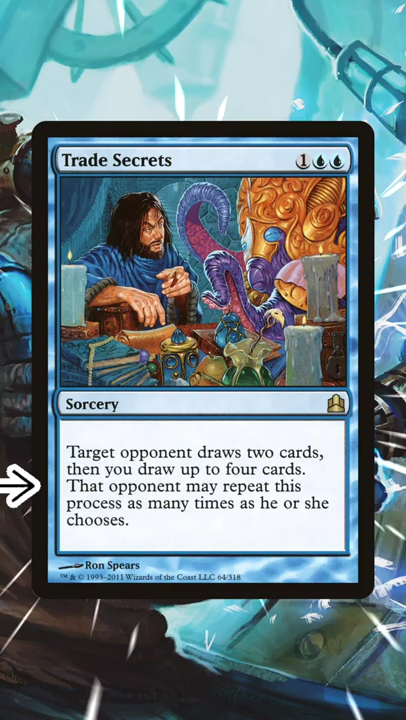 Trade Secrets 1
Sorcery
Target opponent draws two cards,
then you draw up to four cards.
That opponent may repeat this
process as many times as he or she
chooses.
Ron Spears
™ & © 1993–2011 Wizards of the Coast LLC 64/318